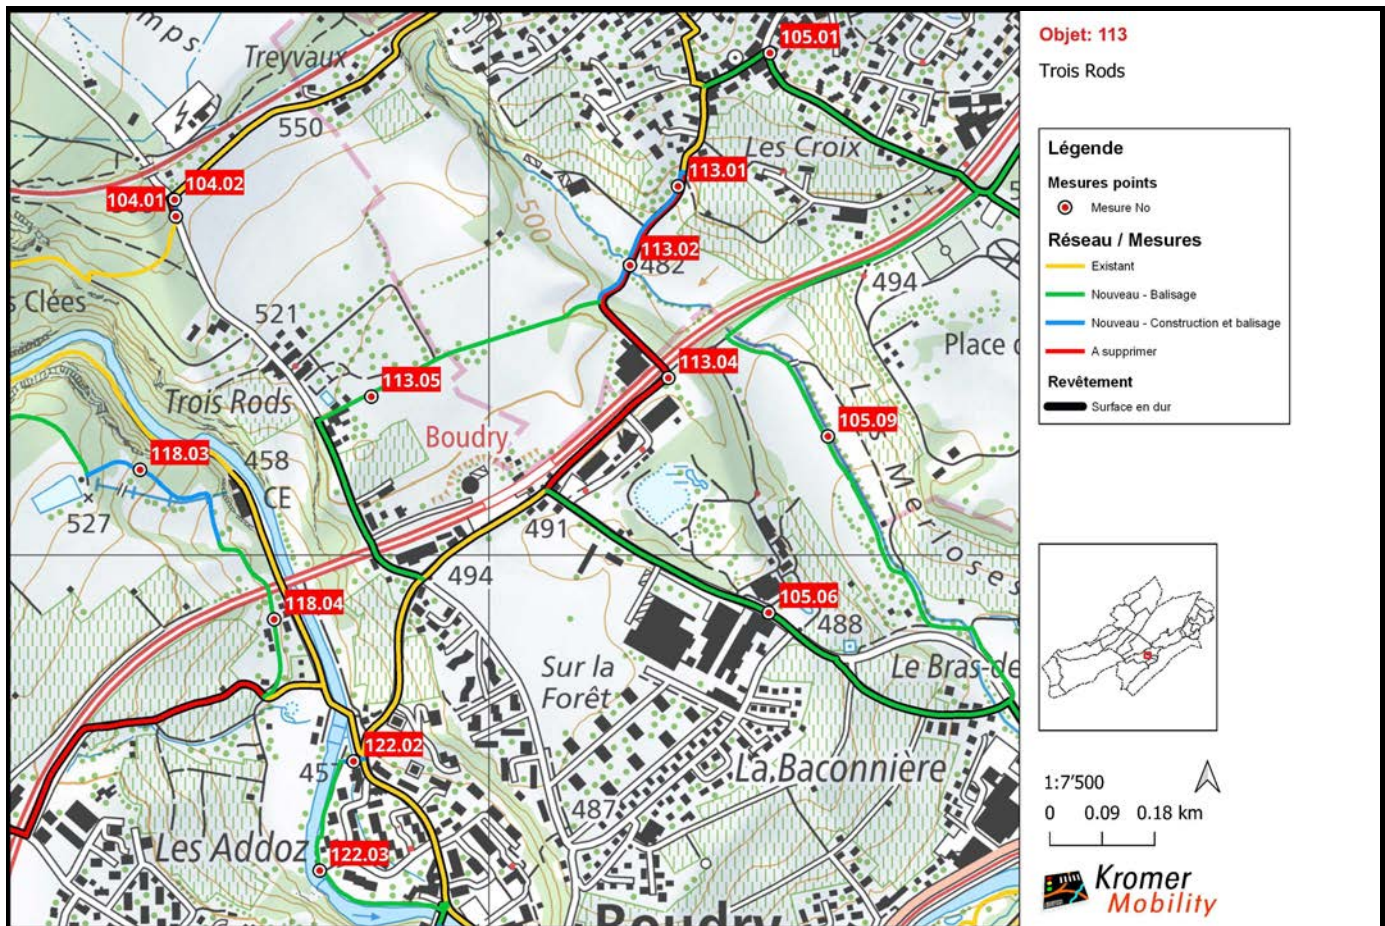 Treyvaux
550
105.01
Les Croix
113.01
104.02
104.01
500
113.02
482
494
s Clées
521
Place d
113.04
113.05
Trois Rods
Boudry
105.09
458
118.03
CE
527
491
Les Merloses
494
118.04
105.06
488
Sur la
Forêt
Le Bras-de
122.02
457
La Baconnière
487
Les Addoz
122.03
Boudry
Objet: 113
Trois Rods
Légende
Mesures points
Mesure No
Réseau / Mesures
Existant
Nouveau - Balisage
Nouveau - Construction et balisage
A supprimer
Revêtement
Surface en dur
1:7'500
0 0.09 0.18 km
Kromer
Mobility